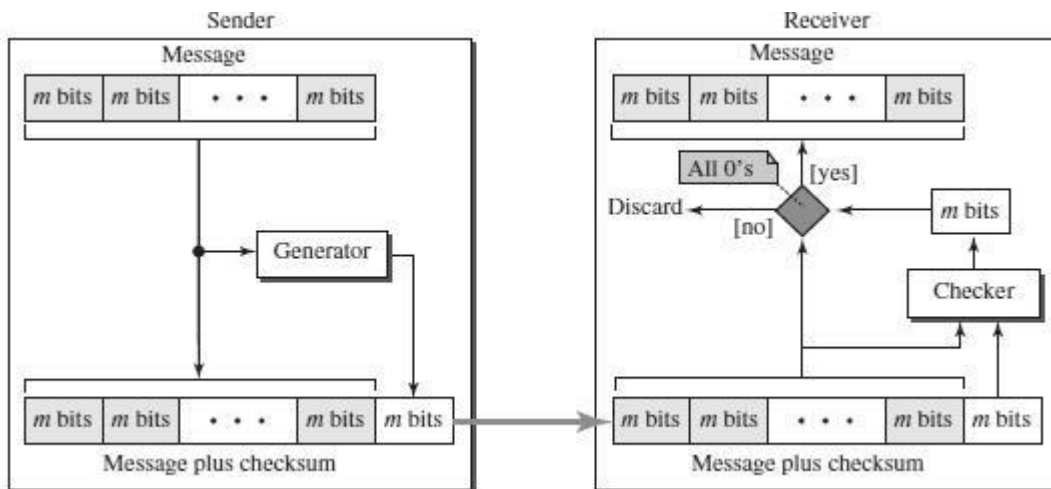 Sender
Message
m bits m bits • • • m bits
Generator
m bits m bits • • • m bits m bits
Message plus checksum
Receiver
Message
m bits m bits • • • m bits
All 0's
[yes]
Discard
[no]
m bits
Checker
m bits m bits • • • m bits m bits
Message plus checksum